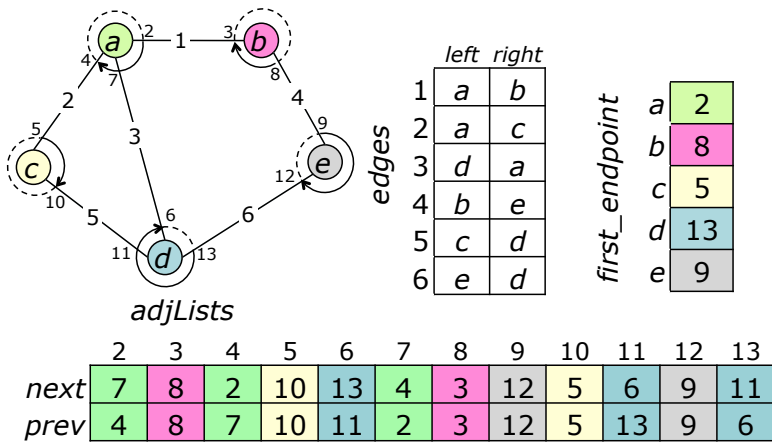 a 2 1 3 b
4 7 8
2 3 4
5 9
c e
10 12
5 6 6
11 d 13
adjLists
left right
edges
1 a b
2 a c
3 d a
4 b e
5 c d
6 e d
first_endpoint
a 2
b 8
c 5
d 13
e 9
2 3 4 5 6 7 8 9 10 11 12 13
next 7 8 2 10 13 4 3 12 5 6 9 11
prev 4 8 7 10 11 2 3 12 5 13 9 6